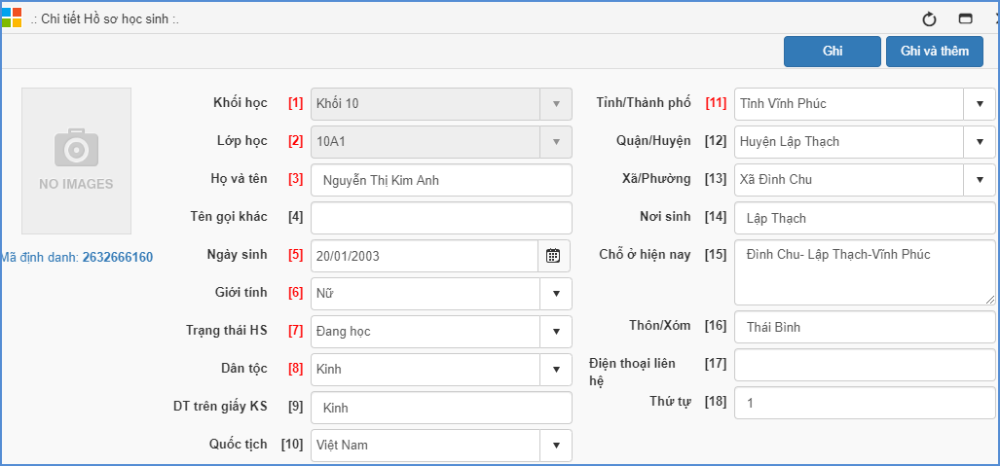 .: Chi tiết Hồ sơ học sinh :.
Ghi
Ghi và thêm
NO IMAGES
Mã định danh: 2632666160
Khối học [1] Khối 10
Lớp học [2] 10A1
Họ và tên [3] Nguyễn Thị Kim Anh
Tên gọi khác [4]
Ngày sinh [5] 20/01/2003
Giới tính [6] Nữ
Trạng thái HS [7] Đang học
Dân tộc [8] Kinh
DT trên giấy KS [9] Kinh
Quốc tịch [10] Việt Nam
Tỉnh/Thành phố [11] Tỉnh Vĩnh Phúc
Quận/Huyện [12] Huyện Lập Thạch
Xã/Phường [13] Xã Đình Chu
Nơi sinh [14] Lập Thạch
Chỗ ở hiện nay [15] Đình Chu- Lập Thạch-Vĩnh Phúc
Thôn/Xóm [16] Thái Bình
Điện thoại liên [17]
hệ
Thứ tự [18] 1